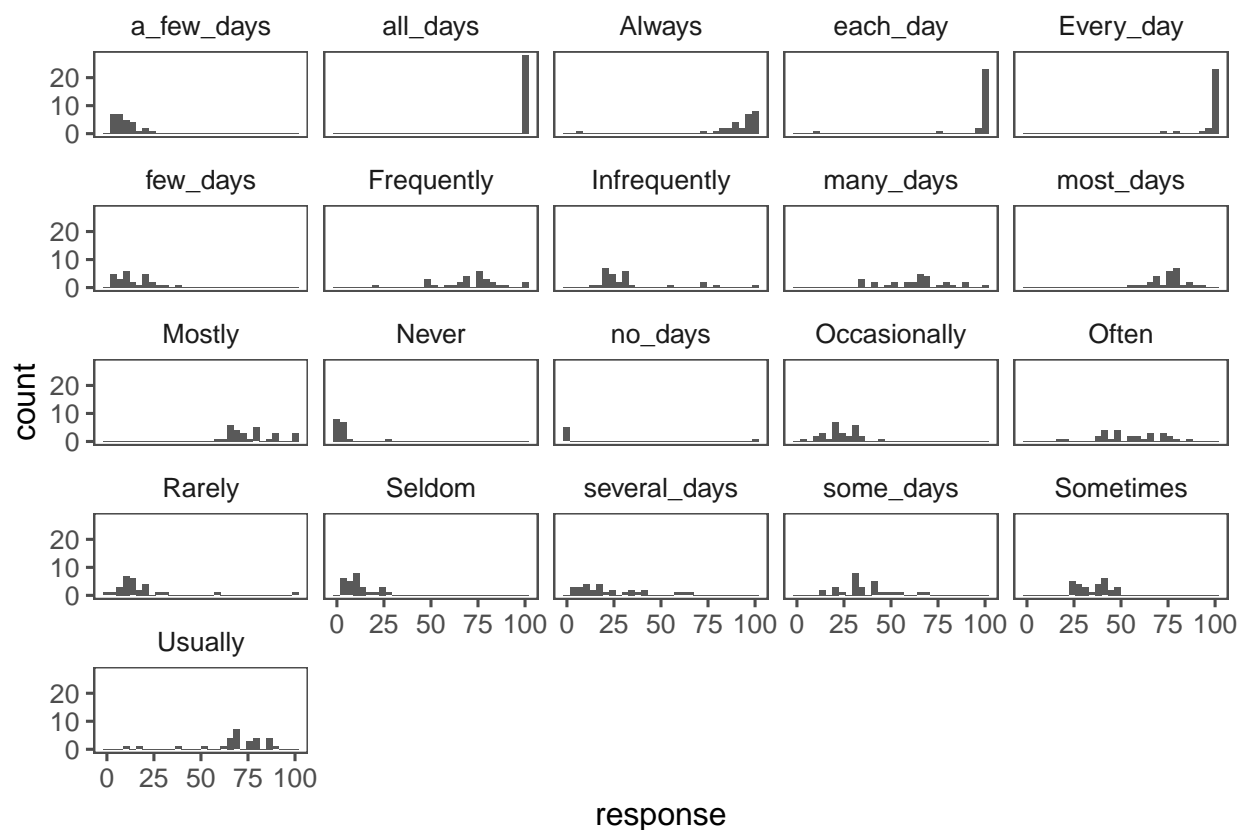 a_few_days all_days Always each_day Every_day
20
10
0
few_days Frequently Infrequently many_days most_days
20
10
0
Mostly Never no_days Occasionally Often
20
10
0
Rarely Seldom several_days some_days Sometimes
20
10
0
0 25 50 75 100 0 25 50 75 100 0 25 50 75 100 0 25 50 75 100
Usually
20
10
0
0 25 50 75 100
count
response